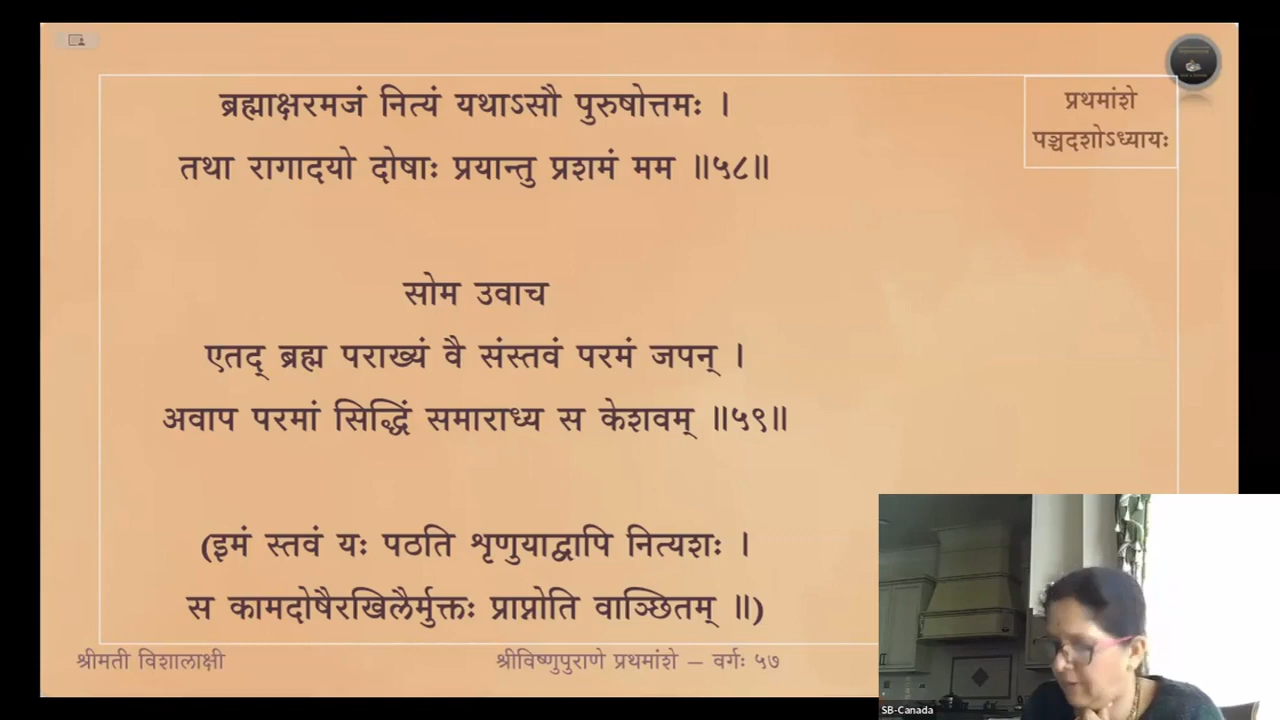 ब्रह्माक्षरमजं नित्यं यथाऽसौ पुरुषोत्तमः ।
तथा रागादयो दोषाः प्रयान्तु प्रशमं मम ॥५८॥
प्रथमांशे
पञ्चदशोऽध्यायः
सोम उवाच
एतद् ब्रह्म पराख्यं वै संस्तवं परमं जपन् ।
अवाप परमां सिद्धिं समाराध्य स केशवम् ॥५९॥
(इमं स्तवं यः पठति शृणुयाद्वापि नित्यशः ।
स कामदोषैरखिलैर्मुक्तः प्राप्नोति वाञ्छितम् ॥)
श्रीमती विशालाक्षी
श्रीविष्णुपुराणे प्रथमांशे – वर्गः ५७
SB-Canada